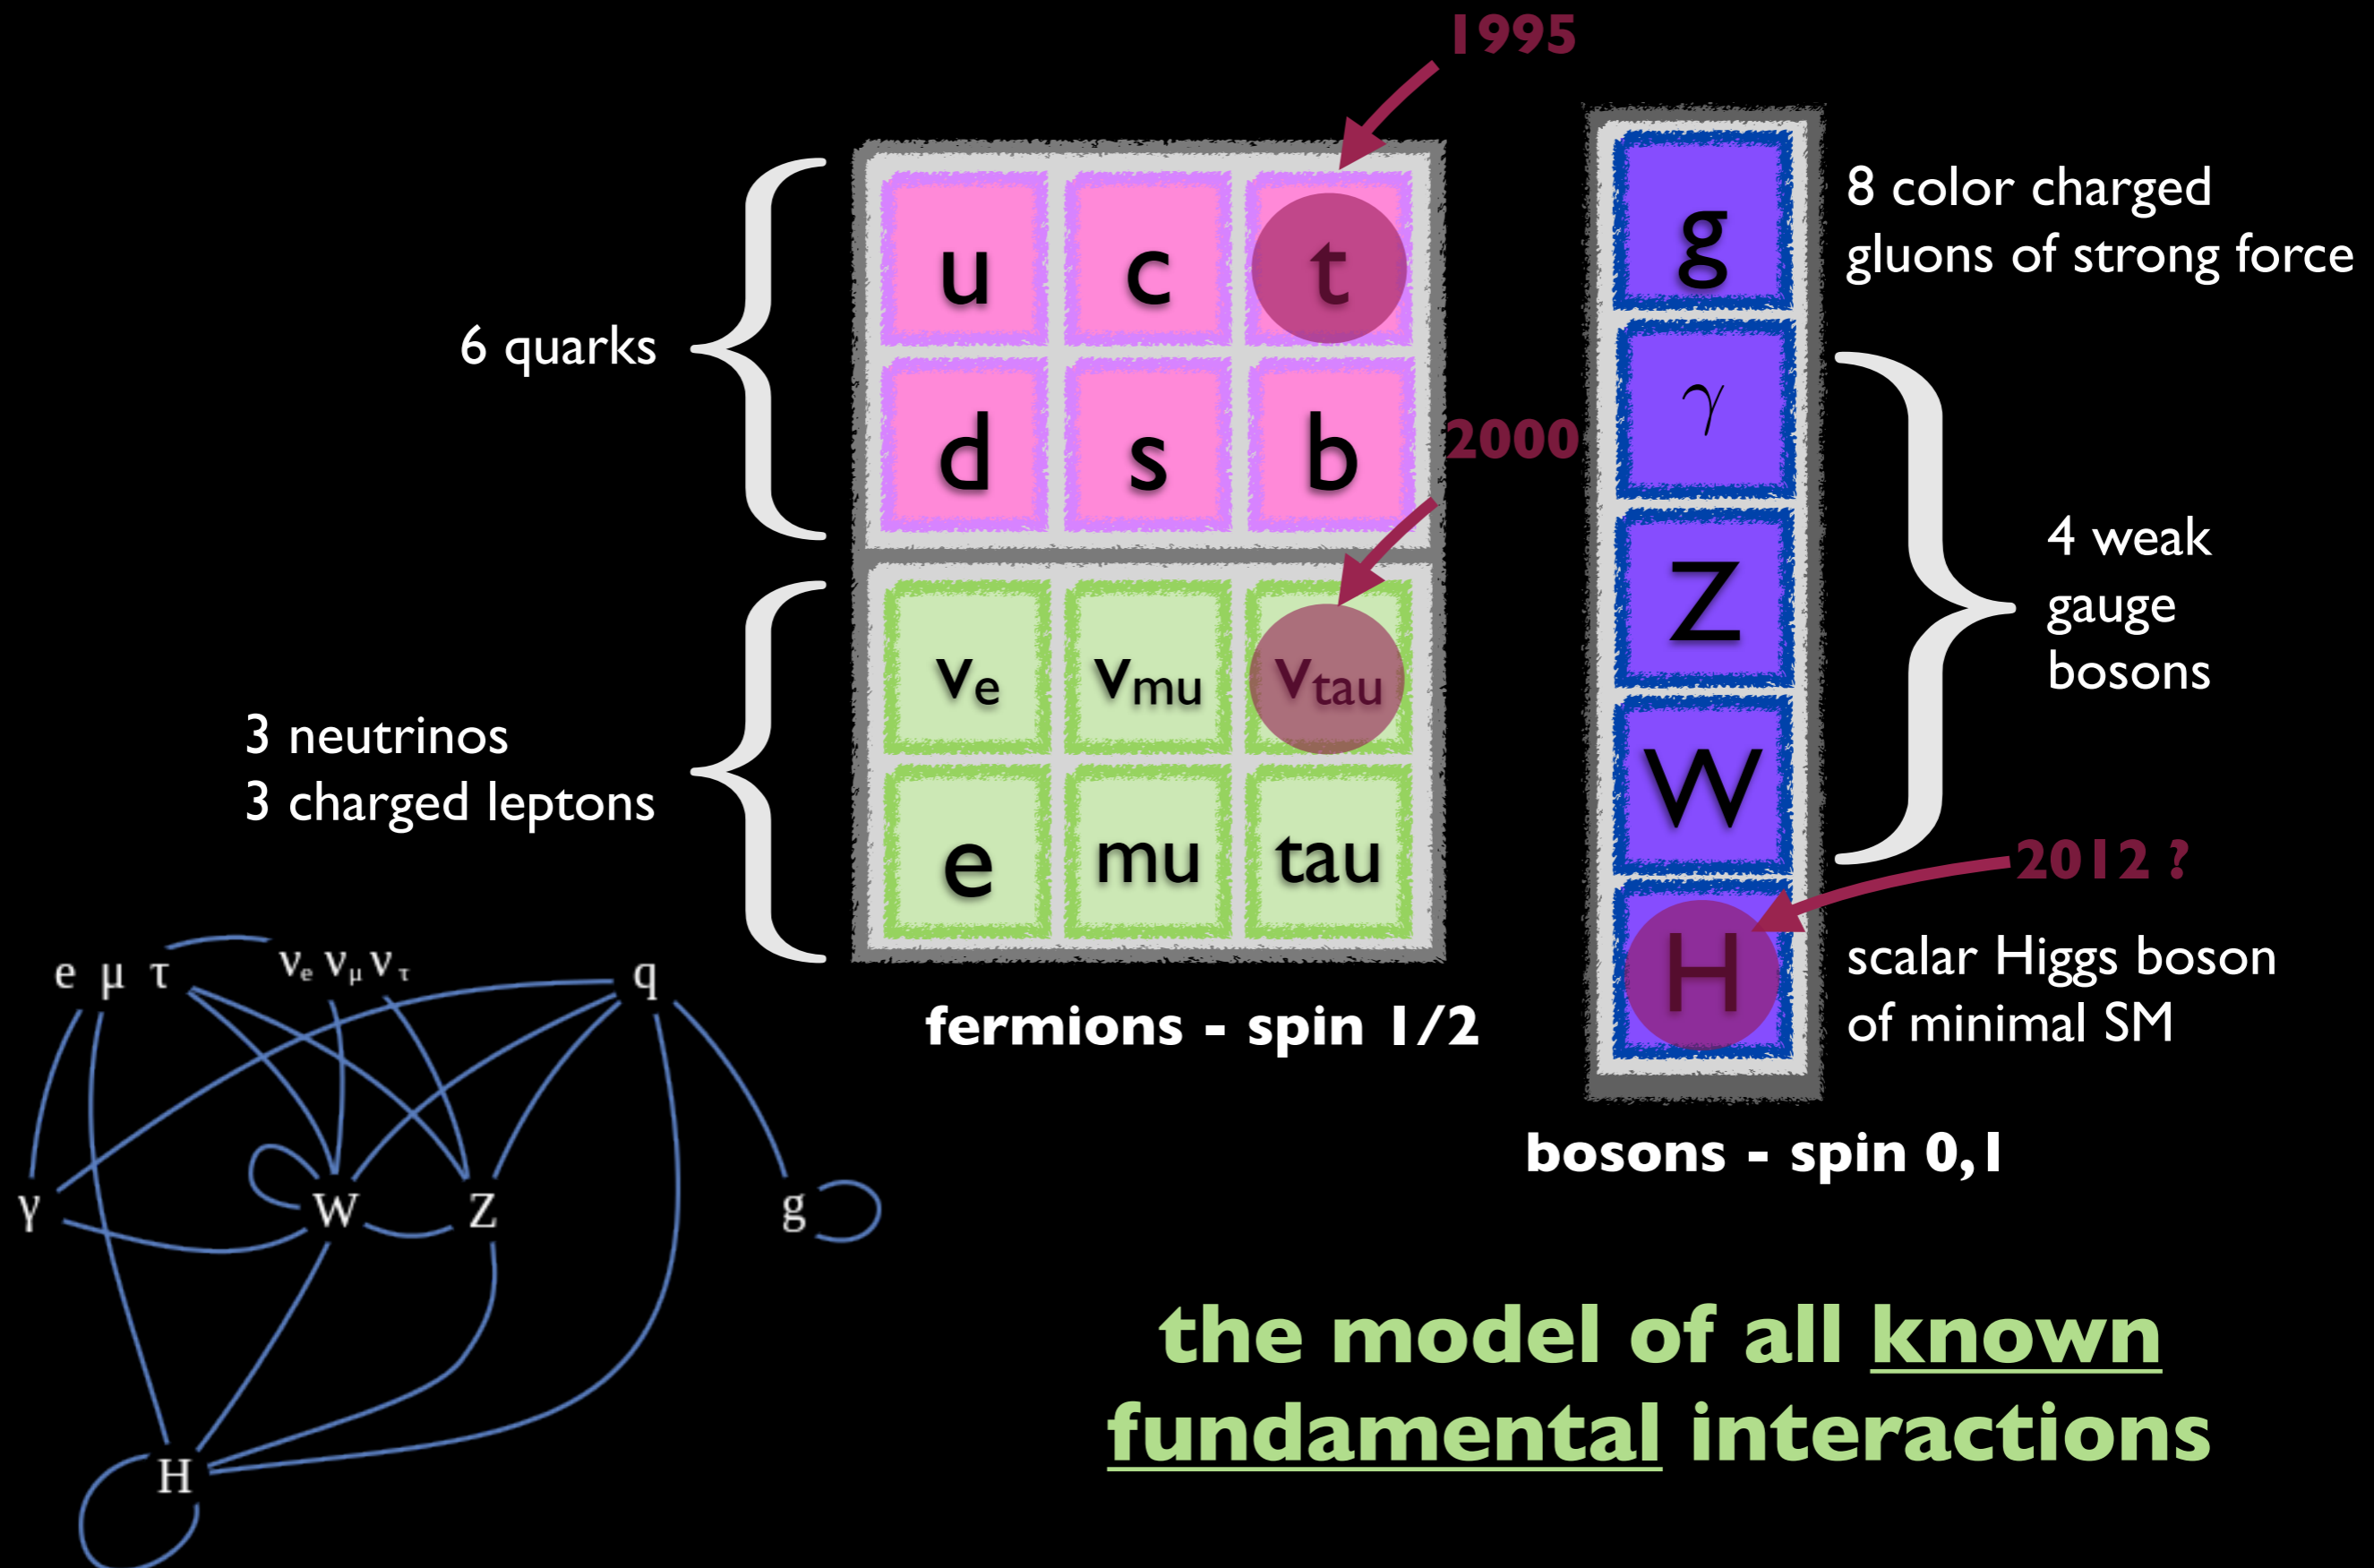 1995
6 quarks
u c t
d s b
2000
3 neutrinos
3 charged leptons
νe νmu νtau
e mu tau
fermions - spin 1/2
g
γ
Z
W
H
8 color charged
gluons of strong force
4 weak
gauge
bosons
2012 ?
scalar Higgs boson
of minimal SM
bosons - spin 0,1
e μ τ νe νμ ντ q
γ W Z g
H
the model of all known
fundamental interactions